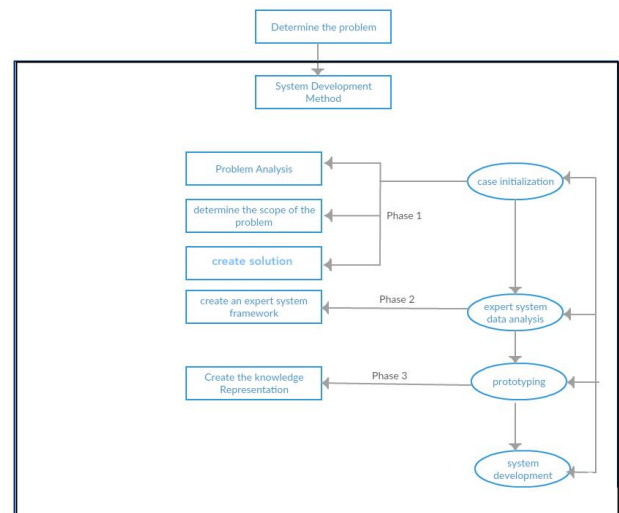 Determine the problem
System Development
Method
Problem Analysis
case initialization
determine the scope of the
problem
Phase 1
create solution
create an expert system
framework
Phase 2
expert system
data analysis
Create the knowledge
Representation
Phase 3
prototyping
system
development